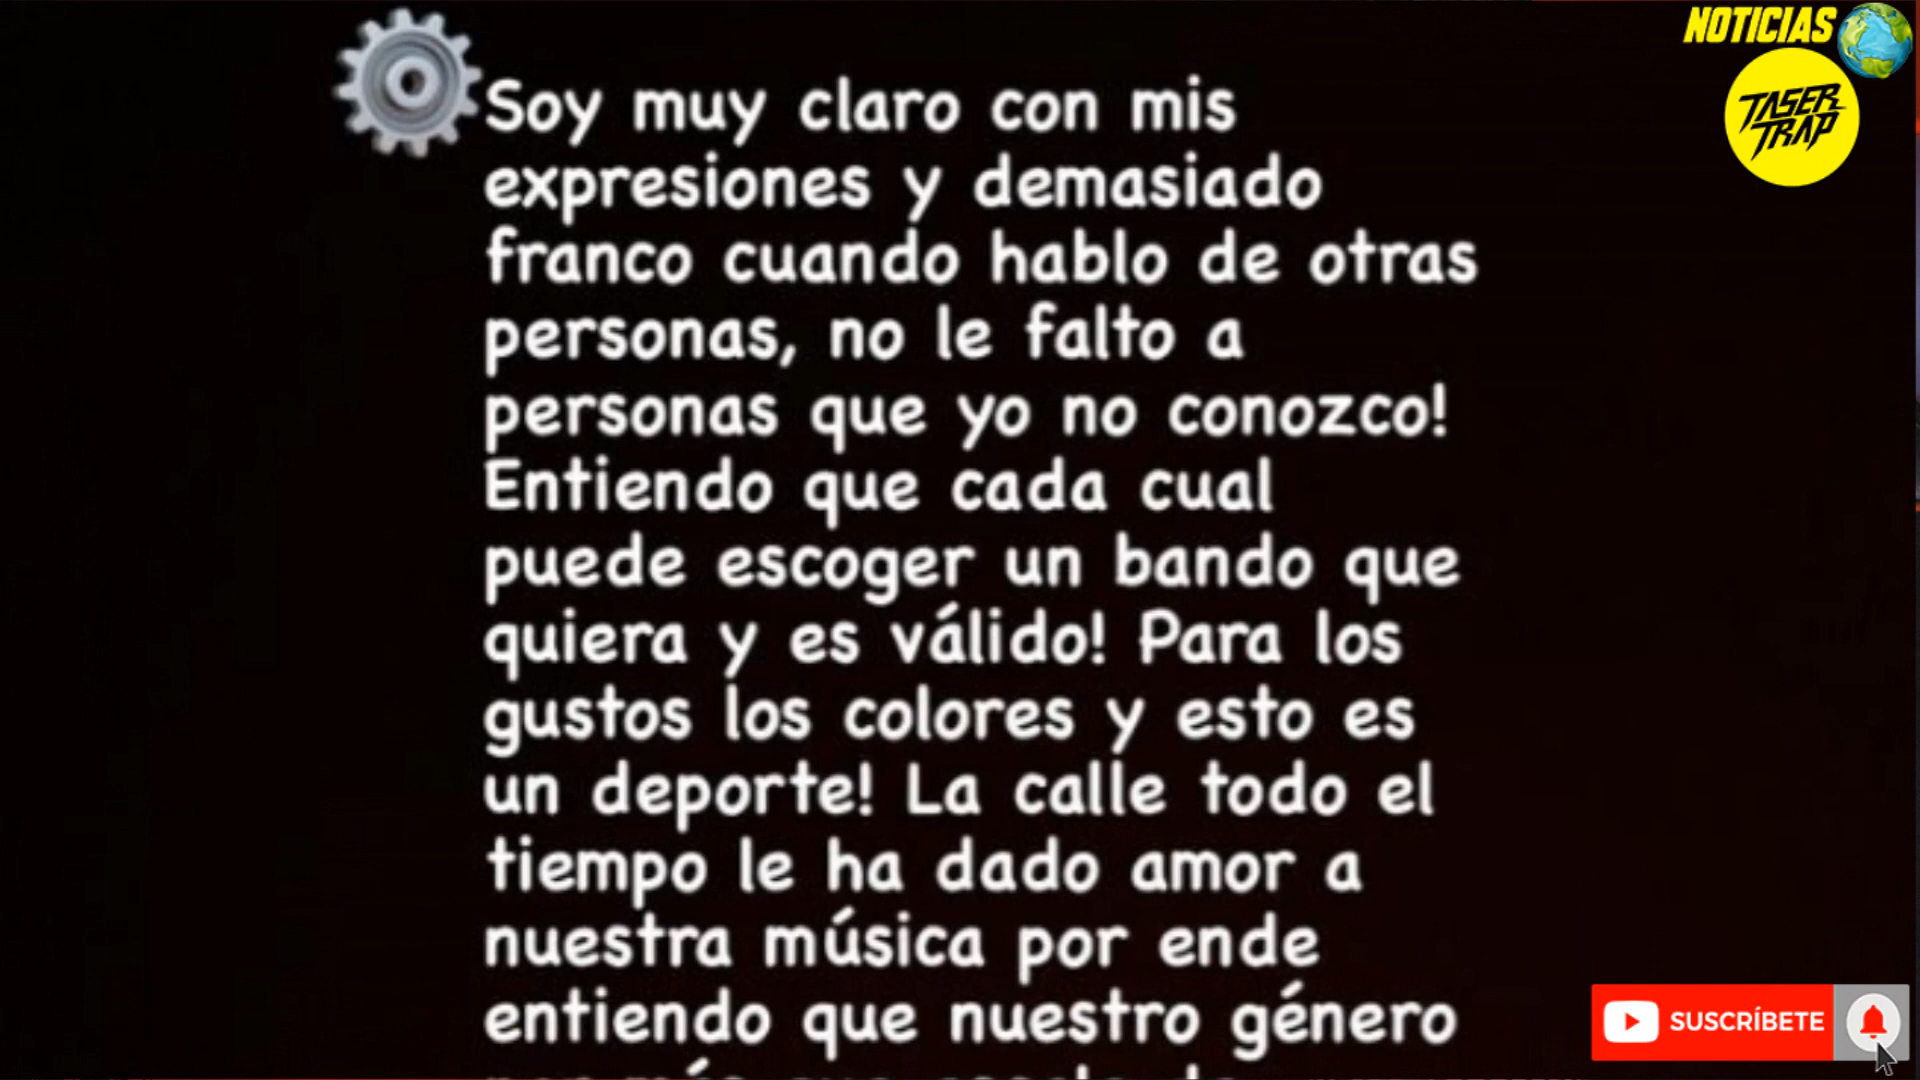 NOTICIAS
TASER
TRAP
Soy muy claro con mis
expresiones y demasiado
franco cuando hablo de otras
personas, no le falto a
personas que yo no conozco!
Entiendo que cada cual
puede escoger un bando que
quiera y es válido! Para los
gustos los colores y esto es
un deporte! La calle todo el
tiempo le ha dado amor a
nuestra música por ende
entiendo que nuestro género
SUSCRÍBETE